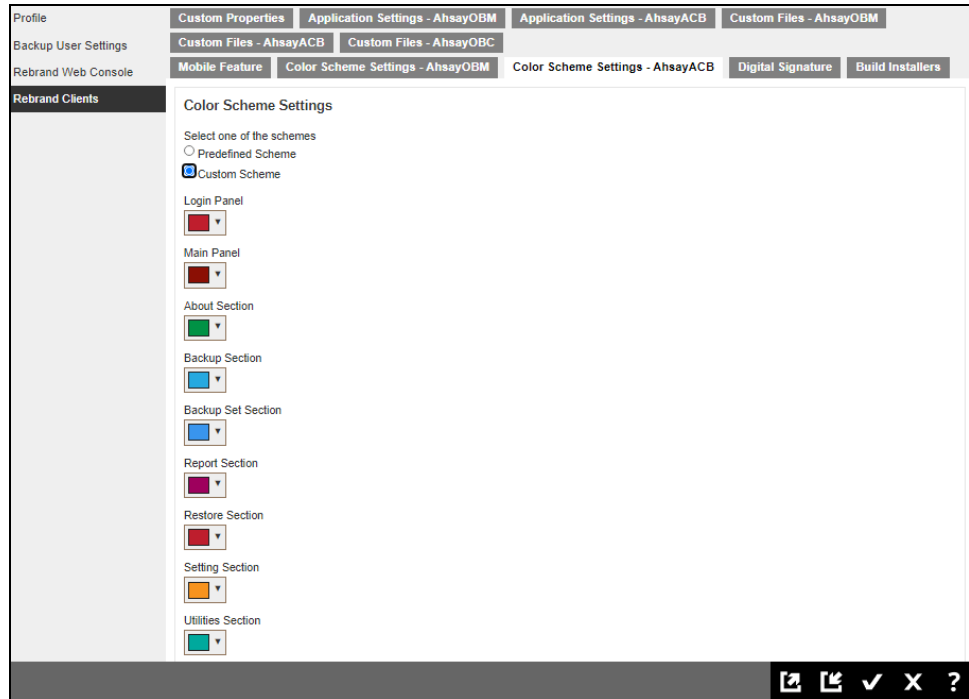 Profile
Backup User Settings
Rebrand Web Console
Rebrand Clients
Custom Properties Application Settings - AhsayOBM Application Settings - AhsayACB Custom Files - AhsayOBM
Custom Files - AhsayACB Custom Files - AhsayOBC
Mobile Feature Color Scheme Settings - AhsayOBM Color Scheme Settings - AhsayACB Digital Signature Build Installers
Color Scheme Settings
Select one of the schemes
Predefined Scheme
Custom Scheme
Login Panel
Main Panel
About Section
Backup Section
Backup Set Section
Report Section
Restore Section
Setting Section
Utilities Section
?